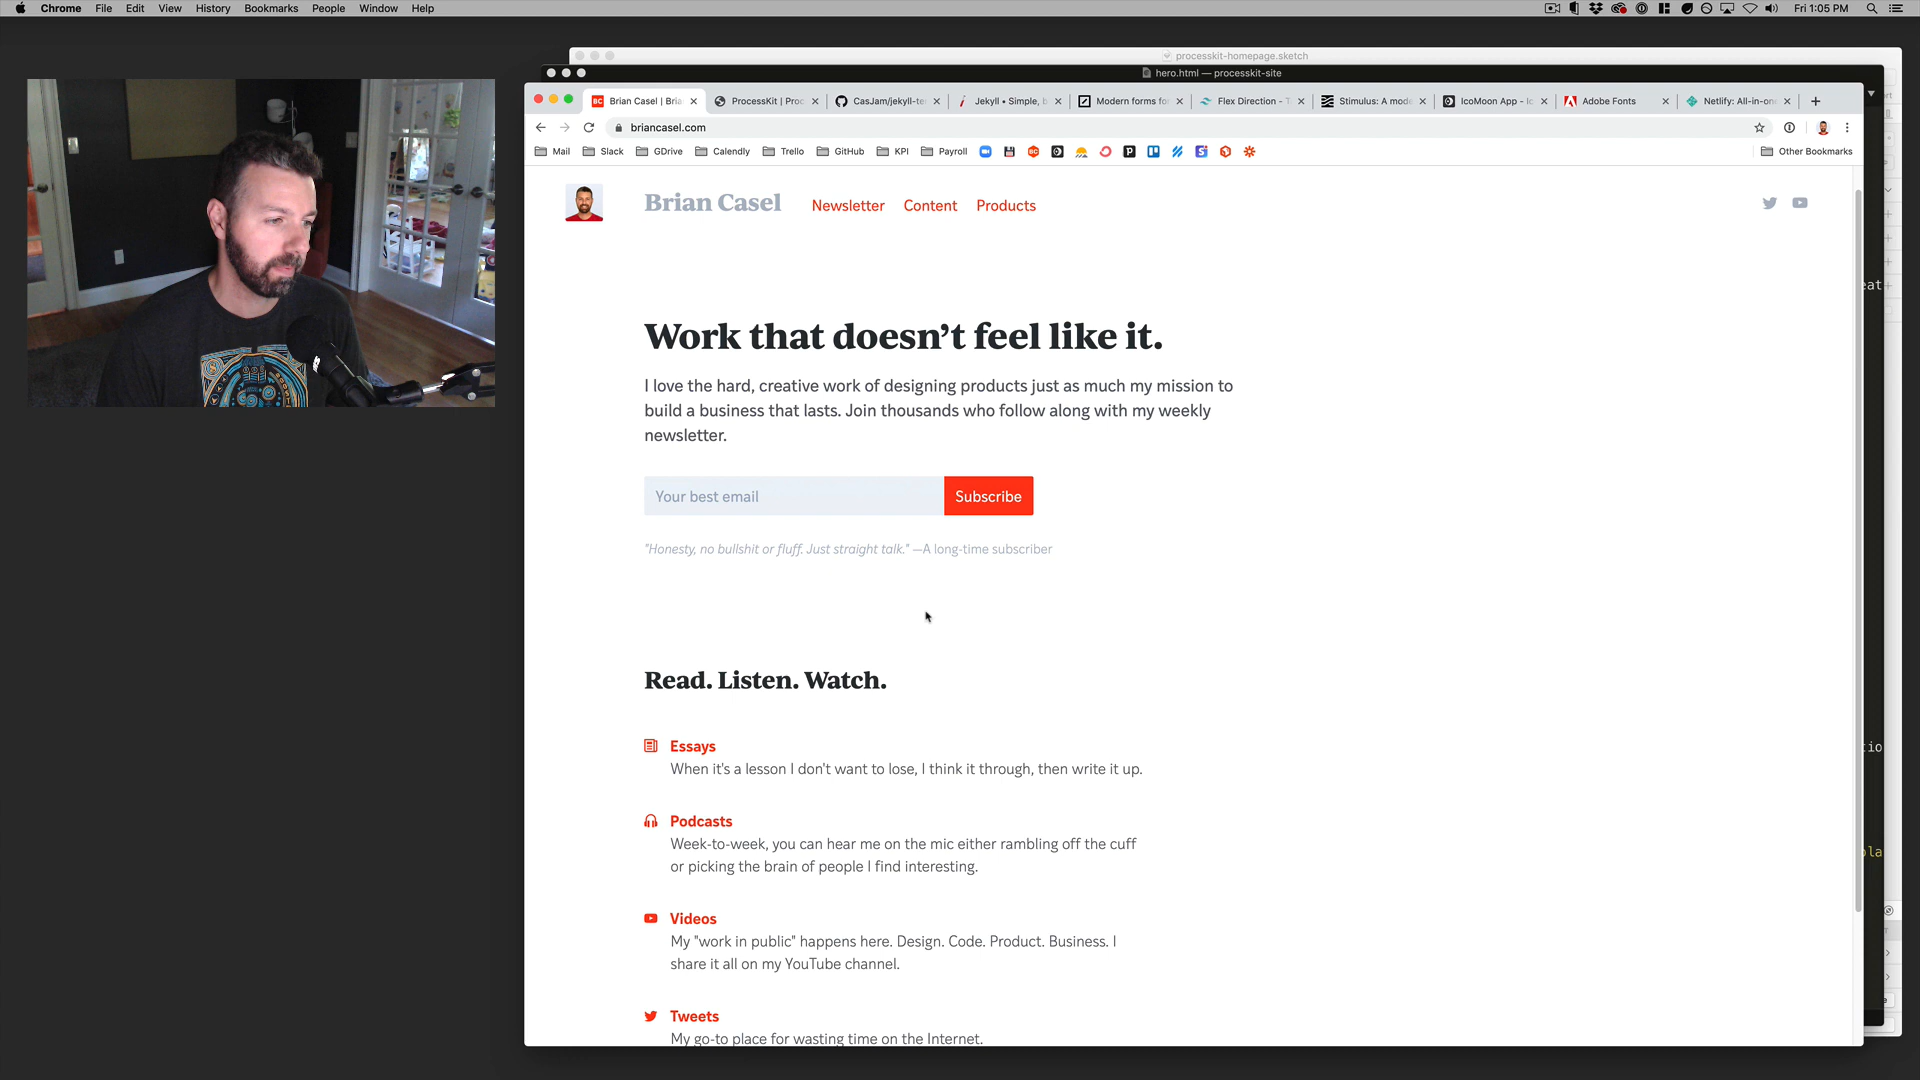 Chrome File Edit View History Bookmarks People Window Help
Fri 1:05 PM
processkit-homepage.sketch
hero.html — processkit-site
BC Brian Casel | Bria
ProcessKit | Proc
CasJam/jekyll-te
Jekyll • Simple, b
Modern forms fo
Flex Direction - T
Stimulus: A mod
IcoMoon App - Ic
Adobe Fonts
Netlify: All-in-on
briancasel.com
Mail Slack GDrive Calendly Trello GitHub KPI Payroll
Other Bookmarks
Brian Casel
Newsletter Content Products
Work that doesn’t feel like it.
I love the hard, creative work of designing products just as much my mission to
build a business that lasts. Join thousands who follow along with my weekly
newsletter.
Your best email
Subscribe
"Honesty, no bullshit or fluff. Just straight talk." —A long-time subscriber
Read. Listen. Watch.
Essays
When it's a lesson I don't want to lose, I think it through, then write it up.
Podcasts
Week-to-week, you can hear me on the mic either rambling off the cuff
or picking the brain of people I find interesting.
Videos
My "work in public" happens here. Design. Code. Product. Business. I
share it all on my YouTube channel.
Tweets
My go-to place for wasting time on the Internet.